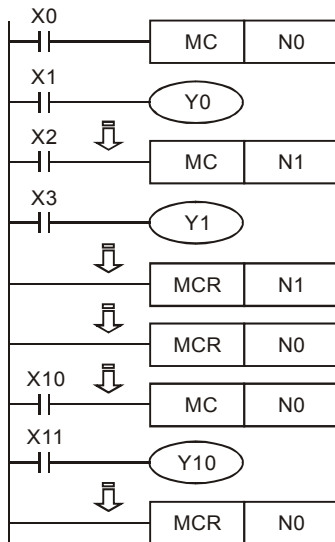 X0
MC N0
X1
Y0
X2
MC N1
X3
Y1
MCR N1
MCR N0
X10
MC N0
X11
Y10
MCR N0